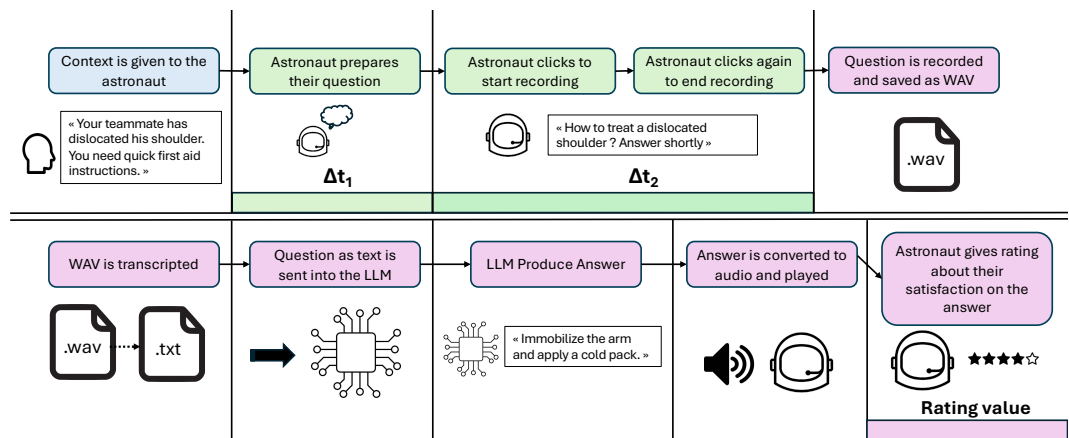 Context is given to the
astronaut
Astronaut prepares
their question
Astronaut clicks to
start recording
Astronaut clicks again
to end recording
Question is recorded
and saved as WAV
« Your teammate has
dislocated his shoulder.
You need quick first aid
instructions. »
« How to treat a dislocated
shoulder ? Answer shortly »
.wav
Δt₁
Δt₂
WAV is transcripted
Question as text is
sent into the LLM
LLM Produce Answer
Answer is converted to
audio and played
Astronaut gives rating
about their
satisfaction on the
answer
.wav
.txt
« Immobilize the arm
and apply a cold pack. »
Rating value